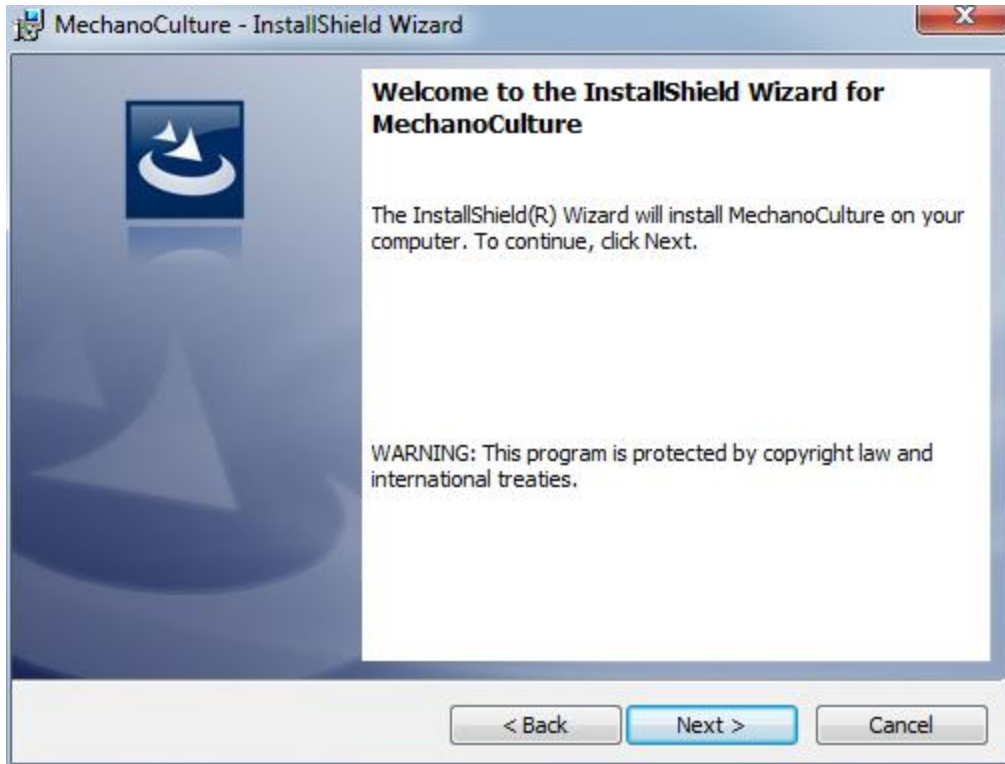 MechanoCulture - InstallShield Wizard
Welcome to the InstallShield Wizard for
MechanoCulture
The InstallShield(R) Wizard will install MechanoCulture on your
computer. To continue, click Next.
WARNING: This program is protected by copyright law and
international treaties.
< Back
Next >
Cancel